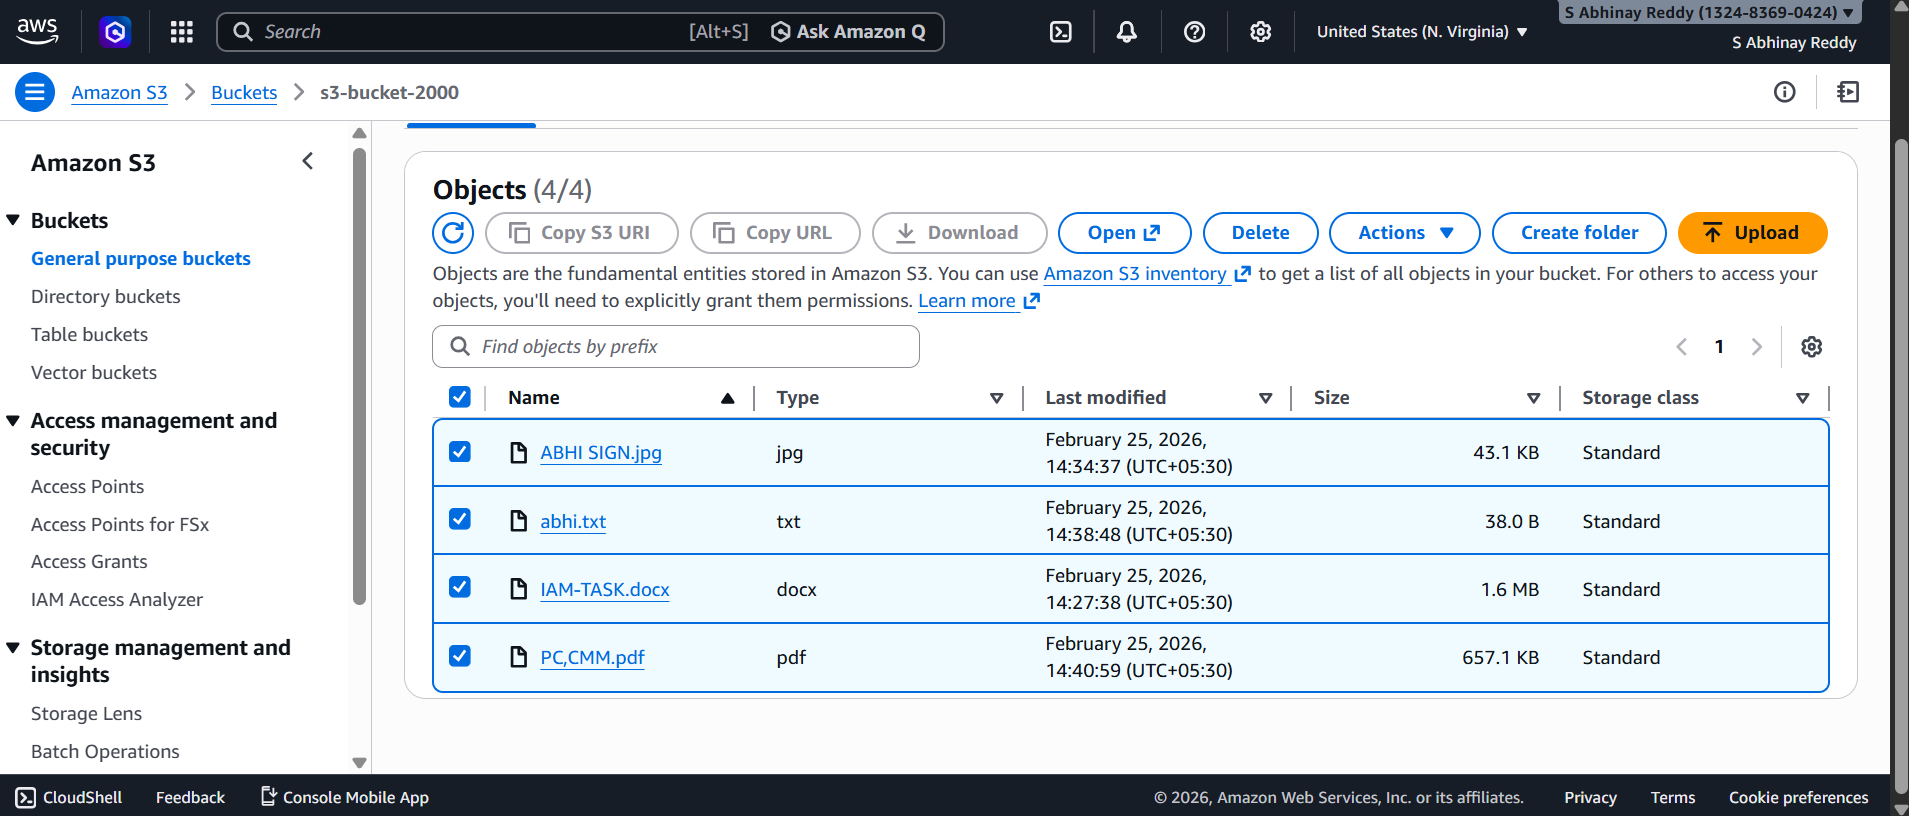 aws
Search
[Alt+S]
Ask Amazon Q
United States (N. Virginia)
S Abhinay Reddy (1324-8369-0424)
S Abhinay Reddy
Amazon S3
Buckets
s3-bucket-2000
Amazon S3
Buckets
General purpose buckets
Directory buckets
Table buckets
Vector buckets
Access management and
security
Access Points
Access Points for FSx
Access Grants
IAM Access Analyzer
Storage management and
insights
Storage Lens
Batch Operations
Objects (4/4)
Copy S3 URI
Copy URL
Download
Open
Delete
Actions
Create folder
Upload
Objects are the fundamental entities stored in Amazon S3. You can use Amazon S3 inventory to get a list of all objects in your bucket. For others to access your
objects, you'll need to explicitly grant them permissions. Learn more
Find objects by prefix
1
Name
Type
Last modified
Size
Storage class
ABHI SIGN.jpg
jpg
February 25, 2026,
14:34:37 (UTC+05:30)
43.1 KB
Standard
abhi.txt
txt
February 25, 2026,
14:38:48 (UTC+05:30)
38.0 B
Standard
IAM-TASK.docx
docx
February 25, 2026,
14:27:38 (UTC+05:30)
1.6 MB
Standard
PC,CMM.pdf
pdf
February 25, 2026,
14:40:59 (UTC+05:30)
657.1 KB
Standard
CloudShell
Feedback
Console Mobile App
© 2026, Amazon Web Services, Inc. or its affiliates.
Privacy
Terms
Cookie preferences